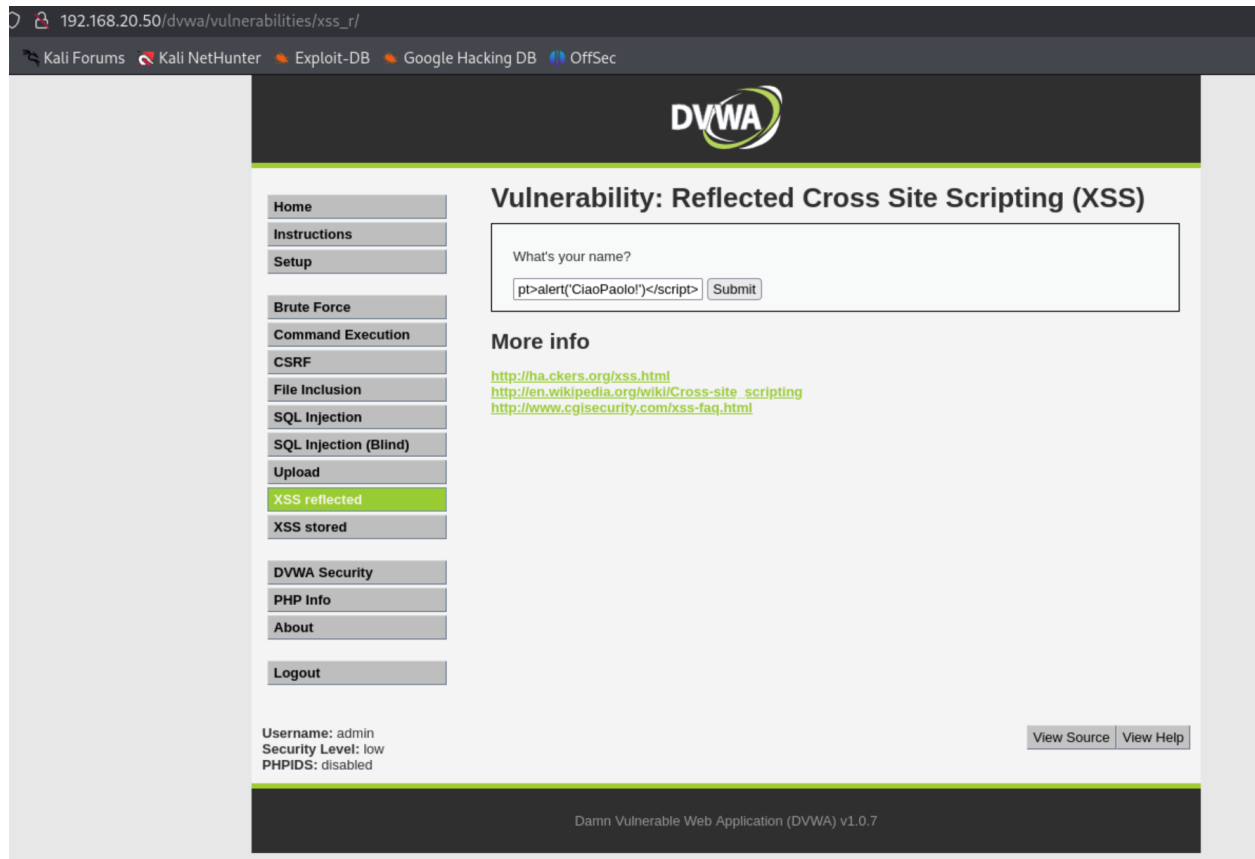 192.168.20.50/dvwa/vulnerabilities/xss_r/
Kali Forums Kali NetHunter Exploit-DB Google Hacking DB OffSec
DVWA
Home
Instructions
Setup
Brute Force
Command Execution
CSRF
File Inclusion
SQL Injection
SQL Injection (Blind)
Upload
XSS reflected
XSS stored
DVWA Security
PHP Info
About
Logout
Vulnerability: Reflected Cross Site Scripting (XSS)
What's your name?
pt>alert('CiaoPaolo!')</script> Submit
More info
http://ha.ckers.org/xss.html
http://en.wikipedia.org/wiki/Cross-site_scripting
http://www.cgisecurity.com/xss-faq.html
Username: admin
Security Level: low
PHPIDS: disabled
View Source View Help
Damn Vulnerable Web Application (DVWA) v1.0.7